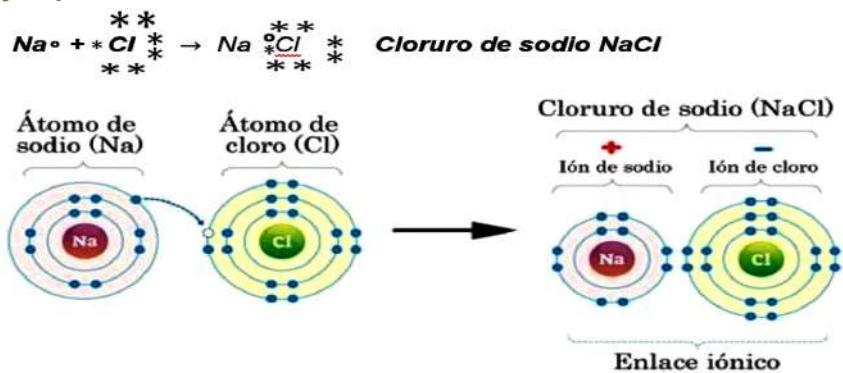 * *
Na° + * Cl * * → Na °* Cl * * Cloruro de sodio NaCl
* * * *
Cloruro de sodio (NaCl)
Átomo de sodio (Na)
Átomo de cloro (Cl)
+
Ión de sodio
−
Ión de cloro
Na
Cl
Na
Cl
Enlace iónico